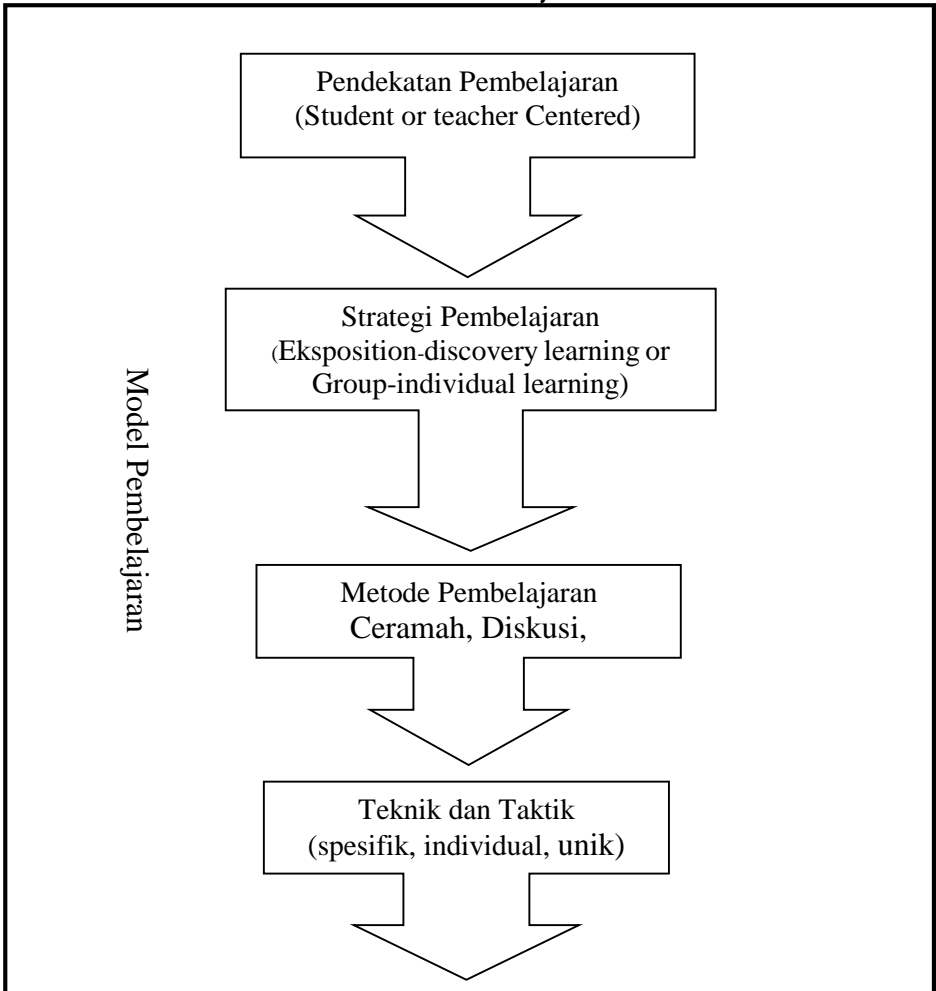 Pendekatan Pembelajaran
(Student or teacher Centered)
Strategi Pembelajaran
(Eksposition-discovery learning or
Group-individual learning)
Model Pembelajaran
Metode Pembelajaran
Ceramah, Diskusi,
Teknik dan Taktik
(spesifik, individual, unik)